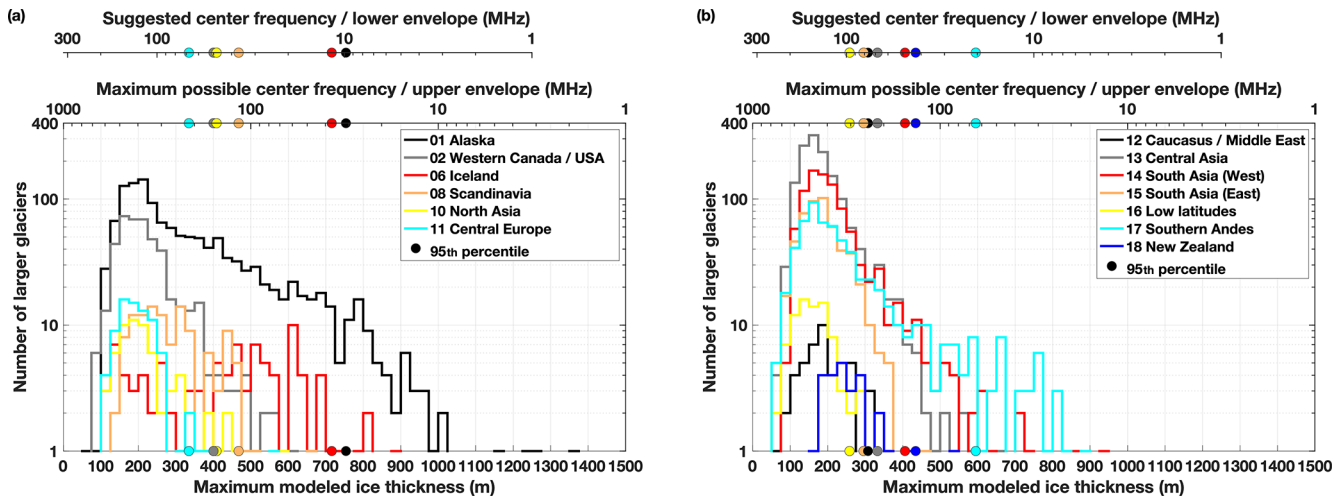 (a)
Suggested center frequency / lower envelope (MHz)
300 100 10 1
Maximum possible center frequency / upper envelope (MHz)
1000 100 10 1
400
100
10
1
Number of larger glaciers
01 Alaska
02 Western Canada / USA
06 Iceland
08 Scandinavia
10 North Asia
11 Central Europe
95th percentile
0 100 200 300 400 500 600 700 800 900 1000 1100 1200 1300 1400 1500
Maximum modeled ice thickness (m)
(b)
Suggested center frequency / lower envelope (MHz)
300 100 10 1
Maximum possible center frequency / upper envelope (MHz)
1000 100 10 1
400
100
10
1
Number of larger glaciers
12 Caucasus / Middle East
13 Central Asia
14 South Asia (West)
15 South Asia (East)
16 Low latitudes
17 Southern Andes
18 New Zealand
95th percentile
0 100 200 300 400 500 600 700 800 900 1000 1100 1200 1300 1400 1500
Maximum modeled ice thickness (m)